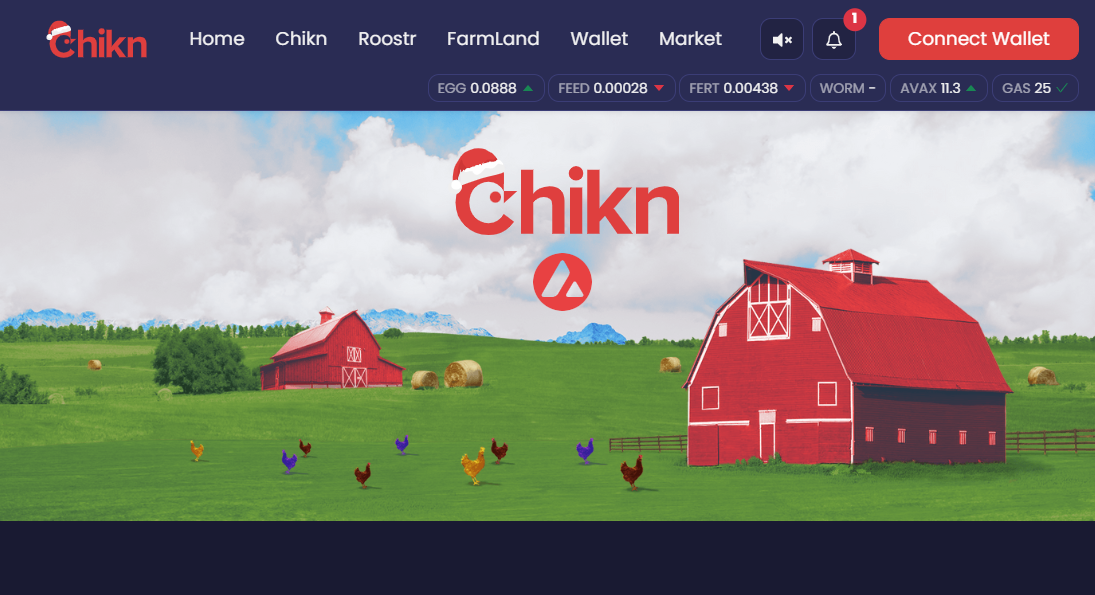 Chikn Home Chikn Roostr FarmLand Wallet Market 1 Connect Wallet
EGG 0.0888 FEED 0.00028 FERT 0.00438 WORM - AVAX 11.3 GAS 25
Chikn